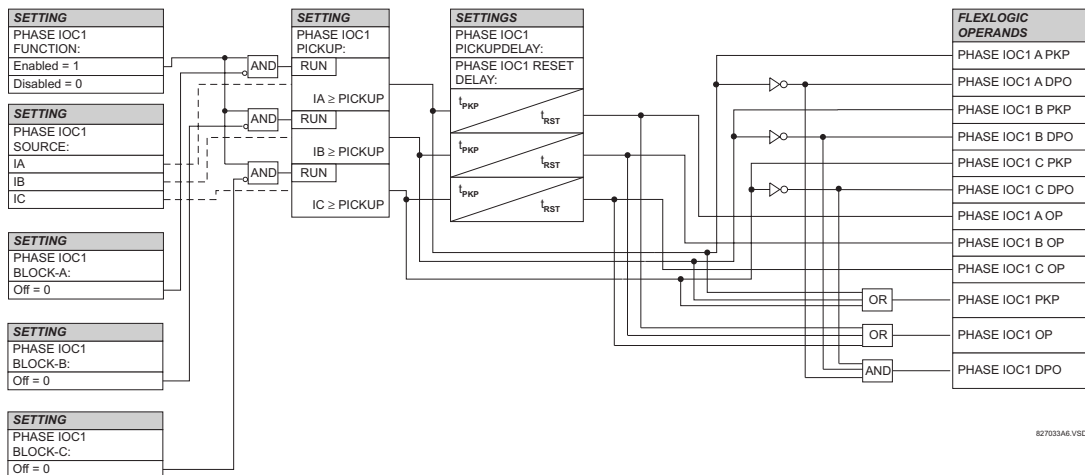 SETTING
PHASE IOC1
FUNCTION:
Enabled = 1
Disabled = 0
SETTING
PHASE IOC1
SOURCE:
IA
IB
IC
SETTING
PHASE IOC1
BLOCK-A:
Off = 0
SETTING
PHASE IOC1
BLOCK-B:
Off = 0
SETTING
PHASE IOC1
BLOCK-C:
Off = 0
AND
AND
AND
SETTING
PHASE IOC1
PICKUP:
RUN
IA ≥ PICKUP
RUN
IB ≥ PICKUP
RUN
IC ≥ PICKUP
SETTINGS
PHASE IOC1
PICKUPDELAY:
PHASE IOC1 RESET
DELAY:
tPKP
tRST
tPKP
tRST
tPKP
tRST
OR
OR
AND
FLEXLOGIC
OPERANDS
PHASE IOC1 A PKP
PHASE IOC1 A DPO
PHASE IOC1 B PKP
PHASE IOC1 B DPO
PHASE IOC1 C PKP
PHASE IOC1 C DPO
PHASE IOC1 A OP
PHASE IOC1 B OP
PHASE IOC1 C OP
PHASE IOC1 PKP
PHASE IOC1 OP
PHASE IOC1 DPO
827033A6.VSD